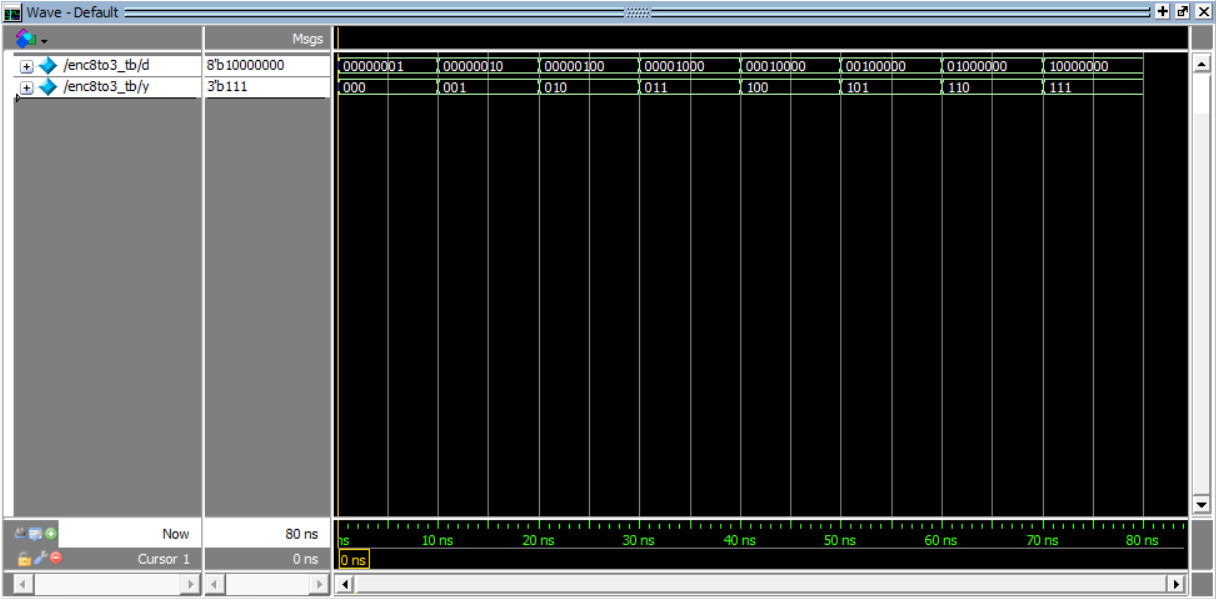 Wave - Default
Msgs
/enc8to3_tb/d 8'b10000000 00000001 00000010 00000100 00001000 00010000 00100000 01000000 10000000
/enc8to3_tb/y 3'b111 000 001 010 011 100 101 110 111
Now 80 ns ns 10 ns 20 ns 30 ns 40 ns 50 ns 60 ns 70 ns 80 ns
Cursor 1 0 ns 0 ns